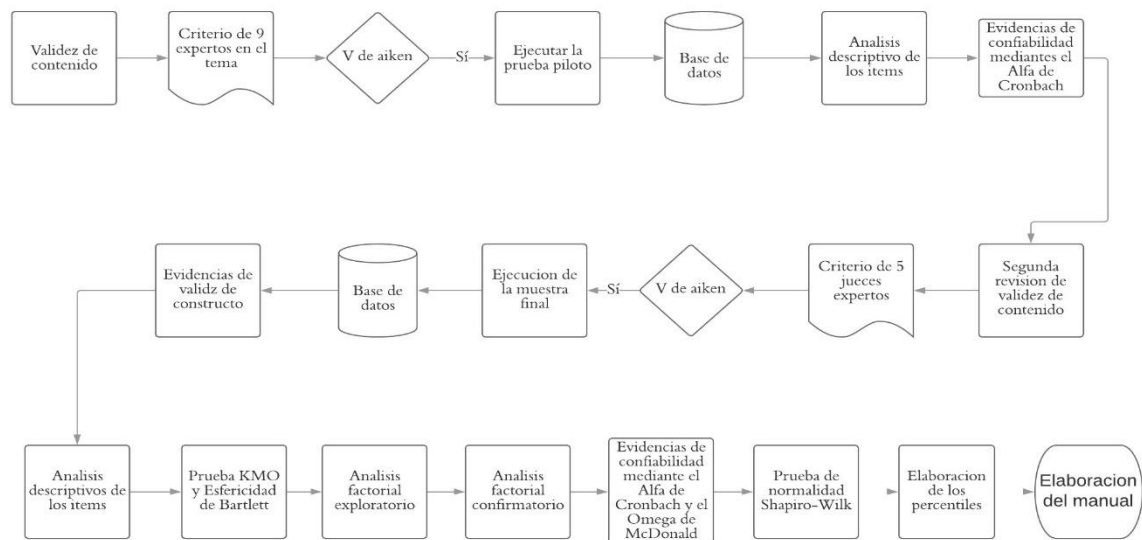 Validez de
contenido
Criterio de 9
expertos en el
tema
V de aiken
Sí
Ejecutar la
prueba piloto
Base de
datos
Analisis
descriptivo de
los items
Evidencias de
confiabilidad
mediantes el
Alfa de
Cronbach
Evidencias de
validz de
constructo
Base de
datos
Ejecucion de
la muestra
final
Sí
V de aiken
Criterio de 5
jueces
expertos
Segunda
revision de
validez de
contenido
Analisis
descriptivos de
los items
Prueba KMO
y Esfericidad
de Bartlett
Analisis
factorial
exploratorio
Analisis
factorial
confirmatorio
Evidencias de
confiabilidad
mediante el
Alfa de
Cronbach y el
Omega de
McDonald
Prueba de
normalidad
Shapiro-Wilk
Elaboracion
de los
percentiles
Elaboracion
del manual